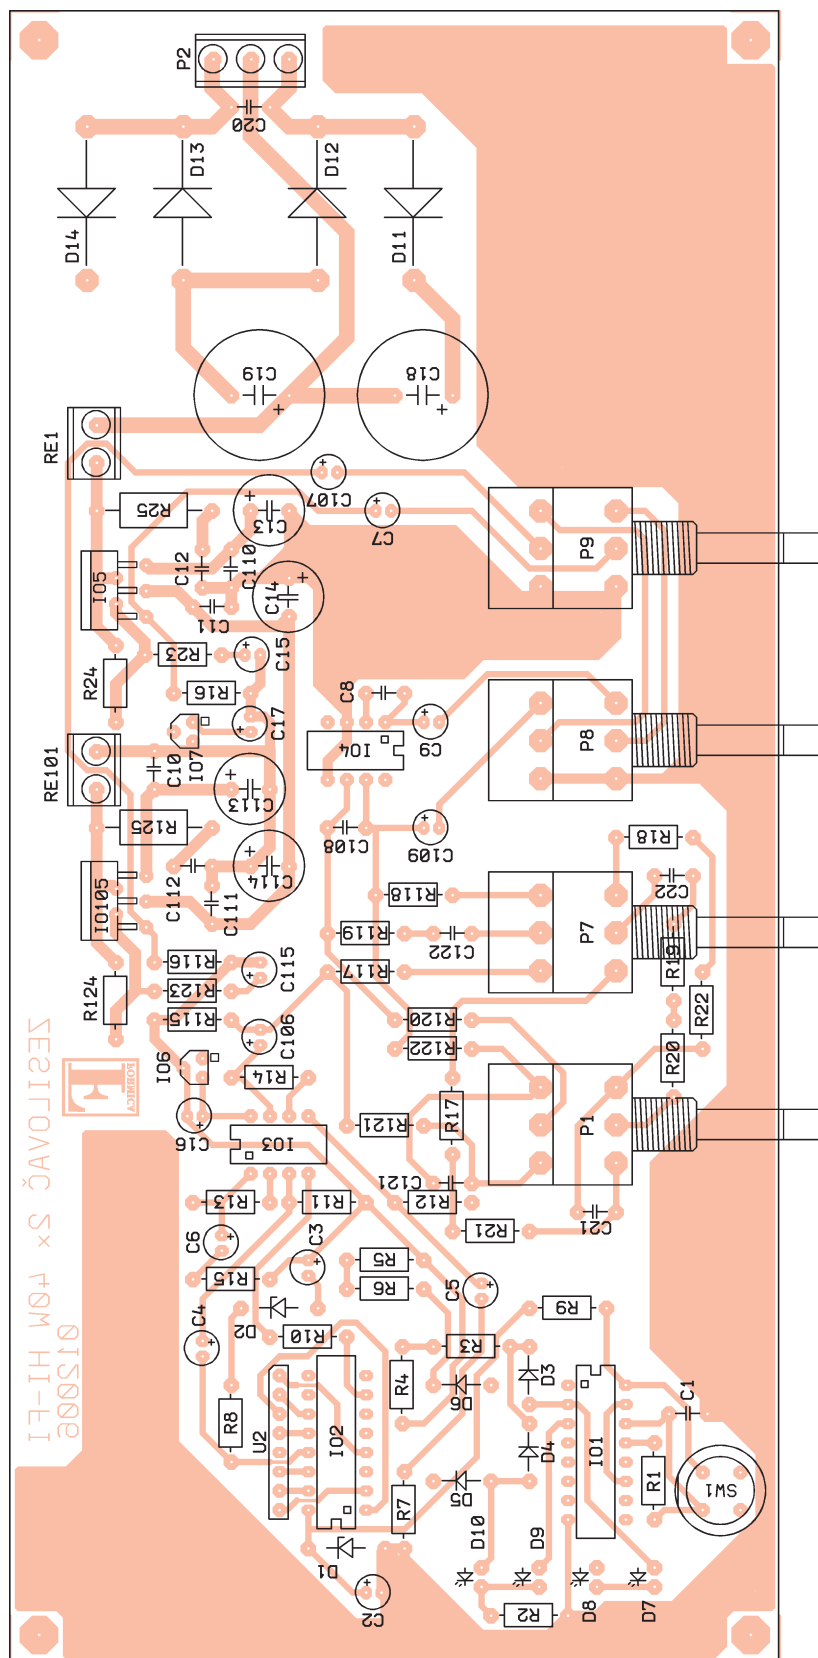 P2
C20
D13
D12
D14
D11
C19
C18
RE1
C107
R25
C13
C7
P9
C12
C110
IO5
C14
C11
R23
C15
R24
R16
C8
C17
C9
IO7
IO4
P8
RE101
C10
C113
R125
C108
C109
R18
C114
C112
C22
R118
IO105
C111
R119
C122
P7
R116
C115
R117
R19
R123
R124
R115
R120
R22
C106
R122
R20
IO6
R14
FORMICA
R17
C16
IO3
R121
P1
C121
R13
R11
R12
C6
C3
R21
C21
R5
R15
R6
C5
C4
D2
R9
R10
R3
ZESILOVAČ 2× 40W HI-FI
012006
R4
D3
D6
C1
R8
U2
IO2
D4
IO1
D5
R1
SW1
R7
D10
D9
D1
C2
R2
D8
D7